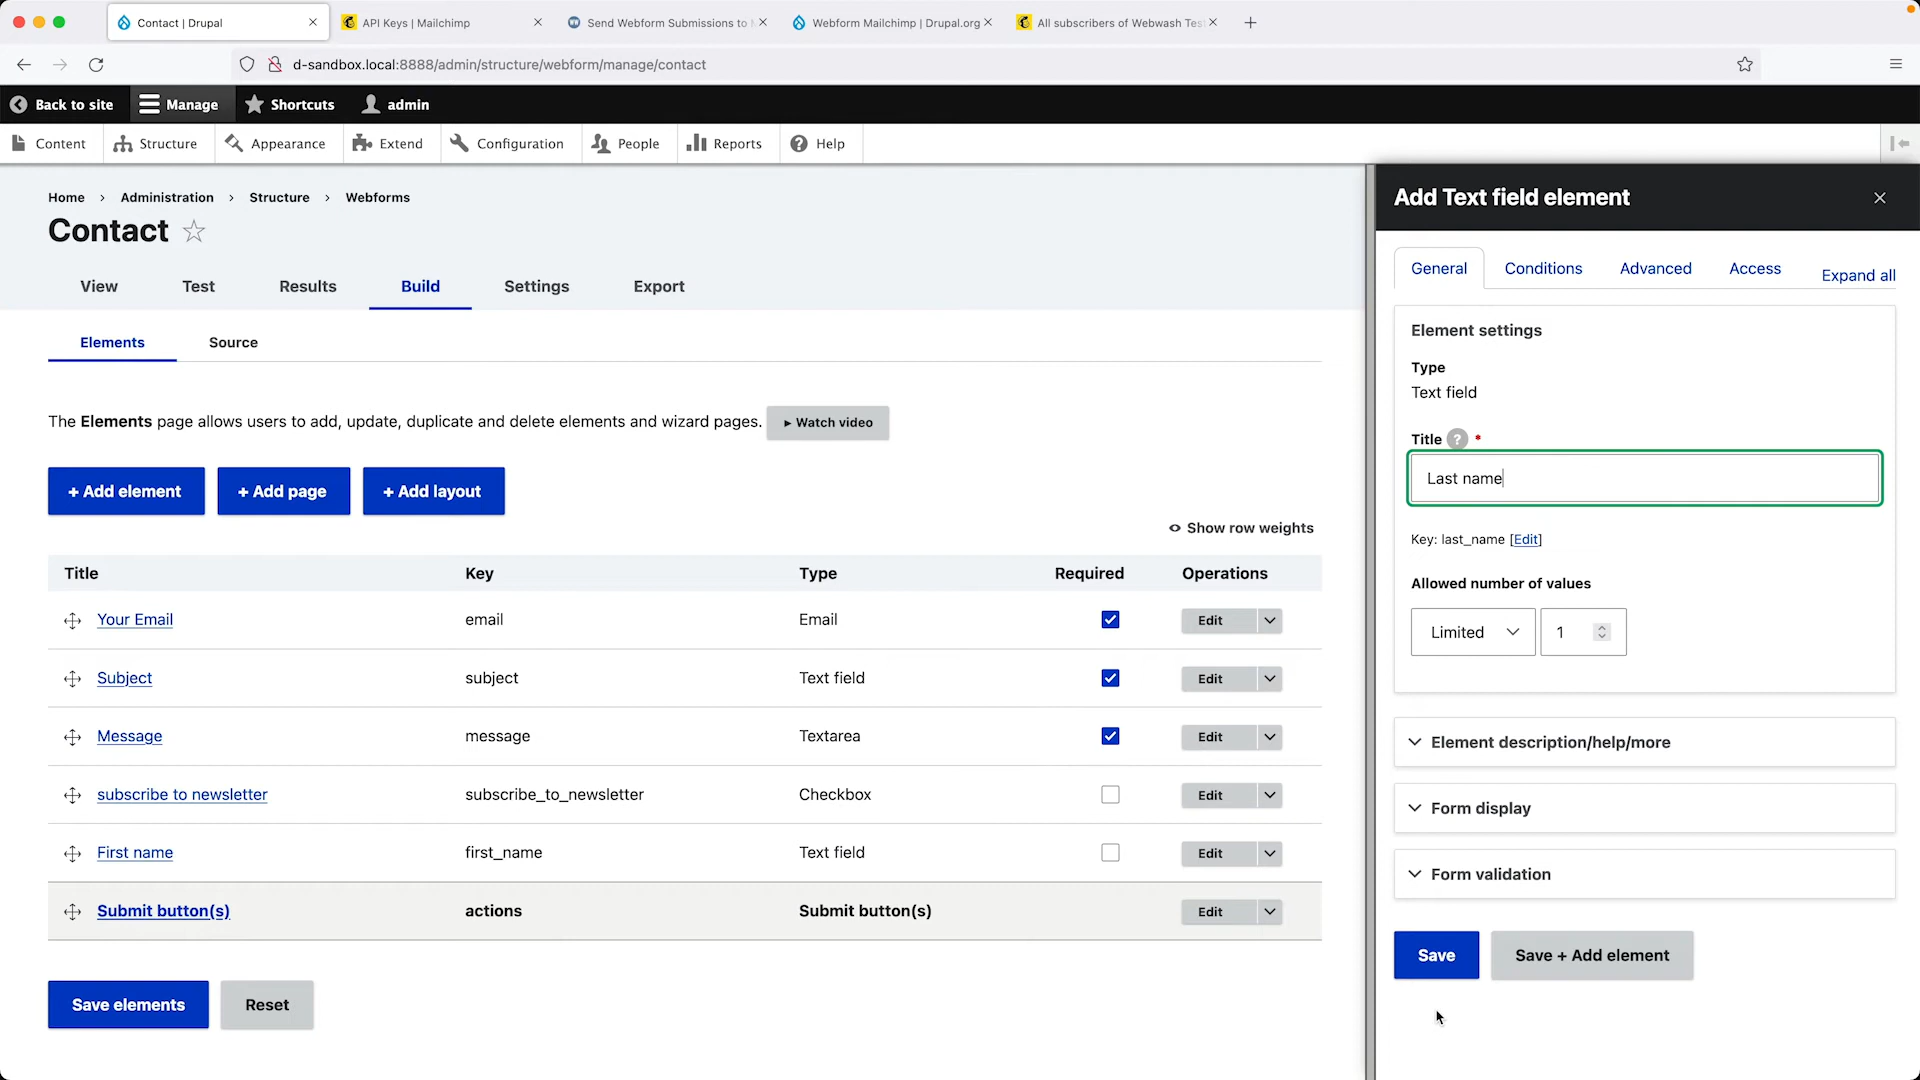 Contact | Drupal
API Keys | Mailchimp
Send Webform Submissions to M
Webform Mailchimp | Drupal.org
All subscribers of Webwash Tes
d-sandbox.local:8888/admin/structure/webform/manage/contact
Back to site
Manage
Shortcuts
admin
Content
Structure
Appearance
Extend
Configuration
People
Reports
Help
Home › Administration › Structure › Webforms
Contact
View
Test
Results
Build
Settings
Export
Elements
Source
The Elements page allows users to add, update, duplicate and delete elements and wizard pages.
Watch video
+ Add element
+ Add page
+ Add layout
Show row weights
Title Key Type Required Operations
Your Email email Email Edit
Subject subject Text field Edit
Message message Textarea Edit
subscribe to newsletter subscribe_to_newsletter Checkbox Edit
First name first_name Text field Edit
Submit button(s) actions Submit button(s) Edit
Save elements
Reset
Add Text field element
General
Conditions
Advanced
Access
Expand all
Element settings
Type
Text field
Title ? *
Last name
Key: last_name [Edit]
Allowed number of values
Limited
1
Element description/help/more
Form display
Form validation
Save
Save + Add element